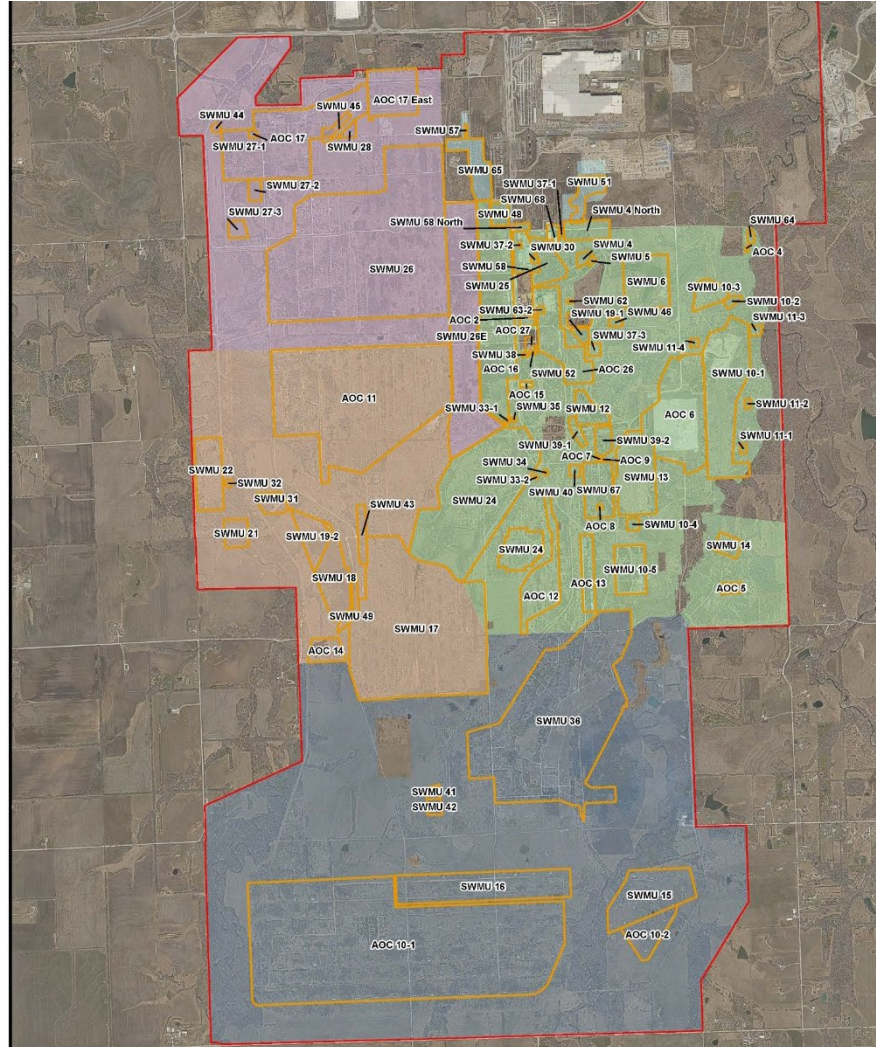 AOC 17 East
SWMU 45
SWMU 44
SWMU 57
AOC 17
SWMU 28
SWMU 27-1
SWMU 65
SWMU 37-1
SWMU 51
SWMU 27-2
SWMU 68
SWMU 27-3
SWMU 48
SWMU 58 North
SWMU 4 North
SWMU 64
SWMU 37-2
SWMU 30
SWMU 4
AOC 4
SWMU 5
SWMU 26
SWMU 58
SWMU 6
SWMU 25
SWMU 10-3
SWMU 62
SWMU 10-2
SWMU 63-2
SWMU 19-1
SWMU 46
AOC 2
SWMU 11-3
AOC 27
SWMU 26E
SWMU 37-3
SWMU 11-4
SWMU 38
AOC 16
SWMU 52
AOC 26
SWMU 10-1
AOC 15
AOC 11
SWMU 12
SWMU 11-2
SWMU 33-1
SWMU 35
AOC 6
SWMU 39-1
SWMU 39-2
SWMU 11-1
AOC 7
AOC 9
SWMU 34
SWMU 22
SWMU 33-2
SWMU 32
SWMU 40
SWMU 67
SWMU 13
SWMU 24
SWMU 31
SWMU 43
AOC 8
SWMU 10-4
SWMU 21
SWMU 19-2
SWMU 14
SWMU 24
SWMU 10-5
SWMU 18
AOC 5
AOC 12
AOC 13
SWMU 49
SWMU 17
AOC 14
SWMU 36
SWMU 41
SWMU 42
SWMU 16
SWMU 15
AOC 10-2
AOC 10-1